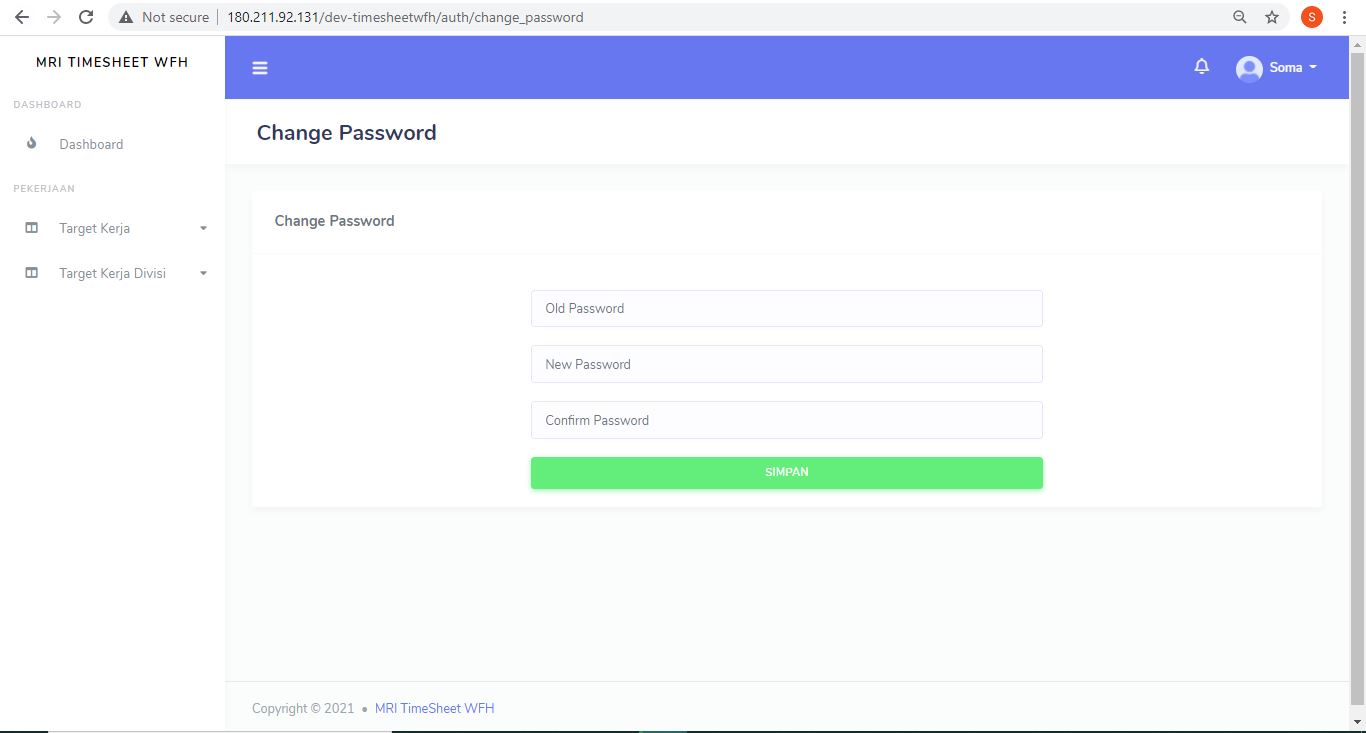 Not secure | 180.211.92.131/dev-timesheetwfh/auth/change_password
S
MRI TIMESHEET WFH
Soma
DASHBOARD
Change Password
Dashboard
PEKERJAAN
Target Kerja
Target Kerja Divisi
Change Password
Old Password
New Password
Confirm Password
SIMPAN
Copyright © 2021 • MRI TimeSheet WFH